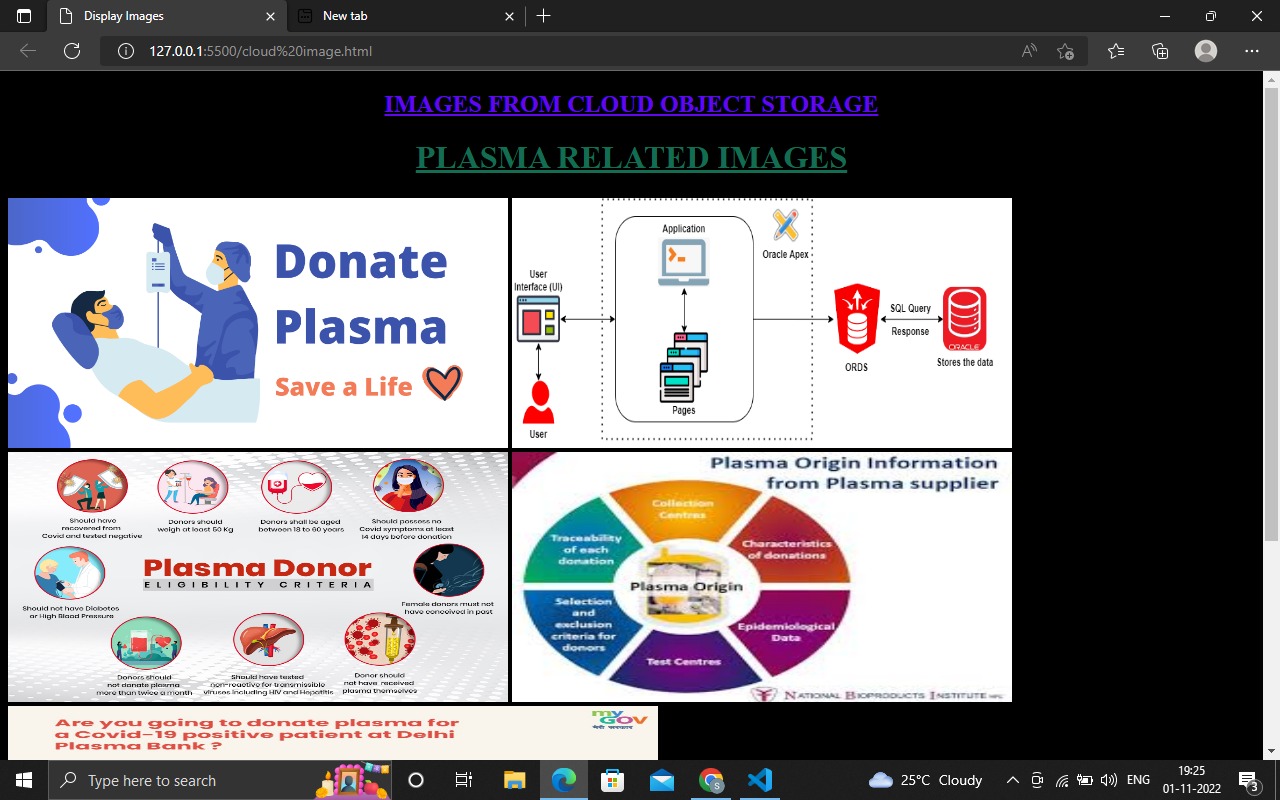 Display Images
New tab
127.0.0.1:5500/cloud%20image.html
IMAGES FROM CLOUD OBJECT STORAGE
PLASMA RELATED IMAGES
Donate
Plasma
Save a Life
Application
Oracle Apex
User
Interface (UI)
SQL Query
Response
ORDS
ORACLE
Stores the data
Pages
User
Should have
recovered from
Covid and tested negative
Donors should
weigh at least 50 Kg
Donors shall be aged
between 18 to 60 years
Should possess no
Covid symptoms at least
14 days before donation
Plasma Donor
ELIGIBILITY CRITERIA
Should not have Diabetes
or High Blood Pressure
Female donors must not
have conceived in past
Donors should
not donate plasma
more than twice a month
Should have tested
non-reactive for transmissible
viruses including HIV and Hepatitis
Donor should
not have received
plasma themselves
Plasma Origin Information
from Plasma supplier
Collection
Centres
Traceability
of each
donation
Characteristics
of donations
Plasma Origin
Selection
and
exclusion
criteria for
donors
Epidemiological
Data
Test Centres
NATIONAL BIOPRODUCTS INSTITUTE
Are you going to donate plasma for
a Covid-19 positive patient at Delhi
Plasma Bank ?
my
GOV
मेरी सरकार
Type here to search
25°C Cloudy
ENG
19:25
01-11-2022
3